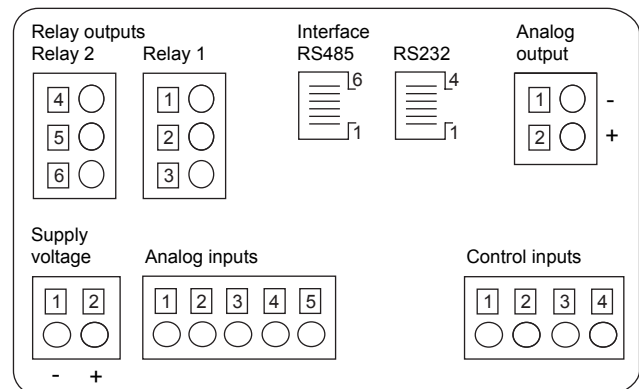 Relay outputs
Relay 2 Relay 1
4 1
5 2
6 3
Interface
RS485 RS232
6 4
1 1
Analog
output
1 -
2 +
Supply
voltage
1 2
- +
Analog inputs
1 2 3 4 5
Control inputs
1 2 3 4